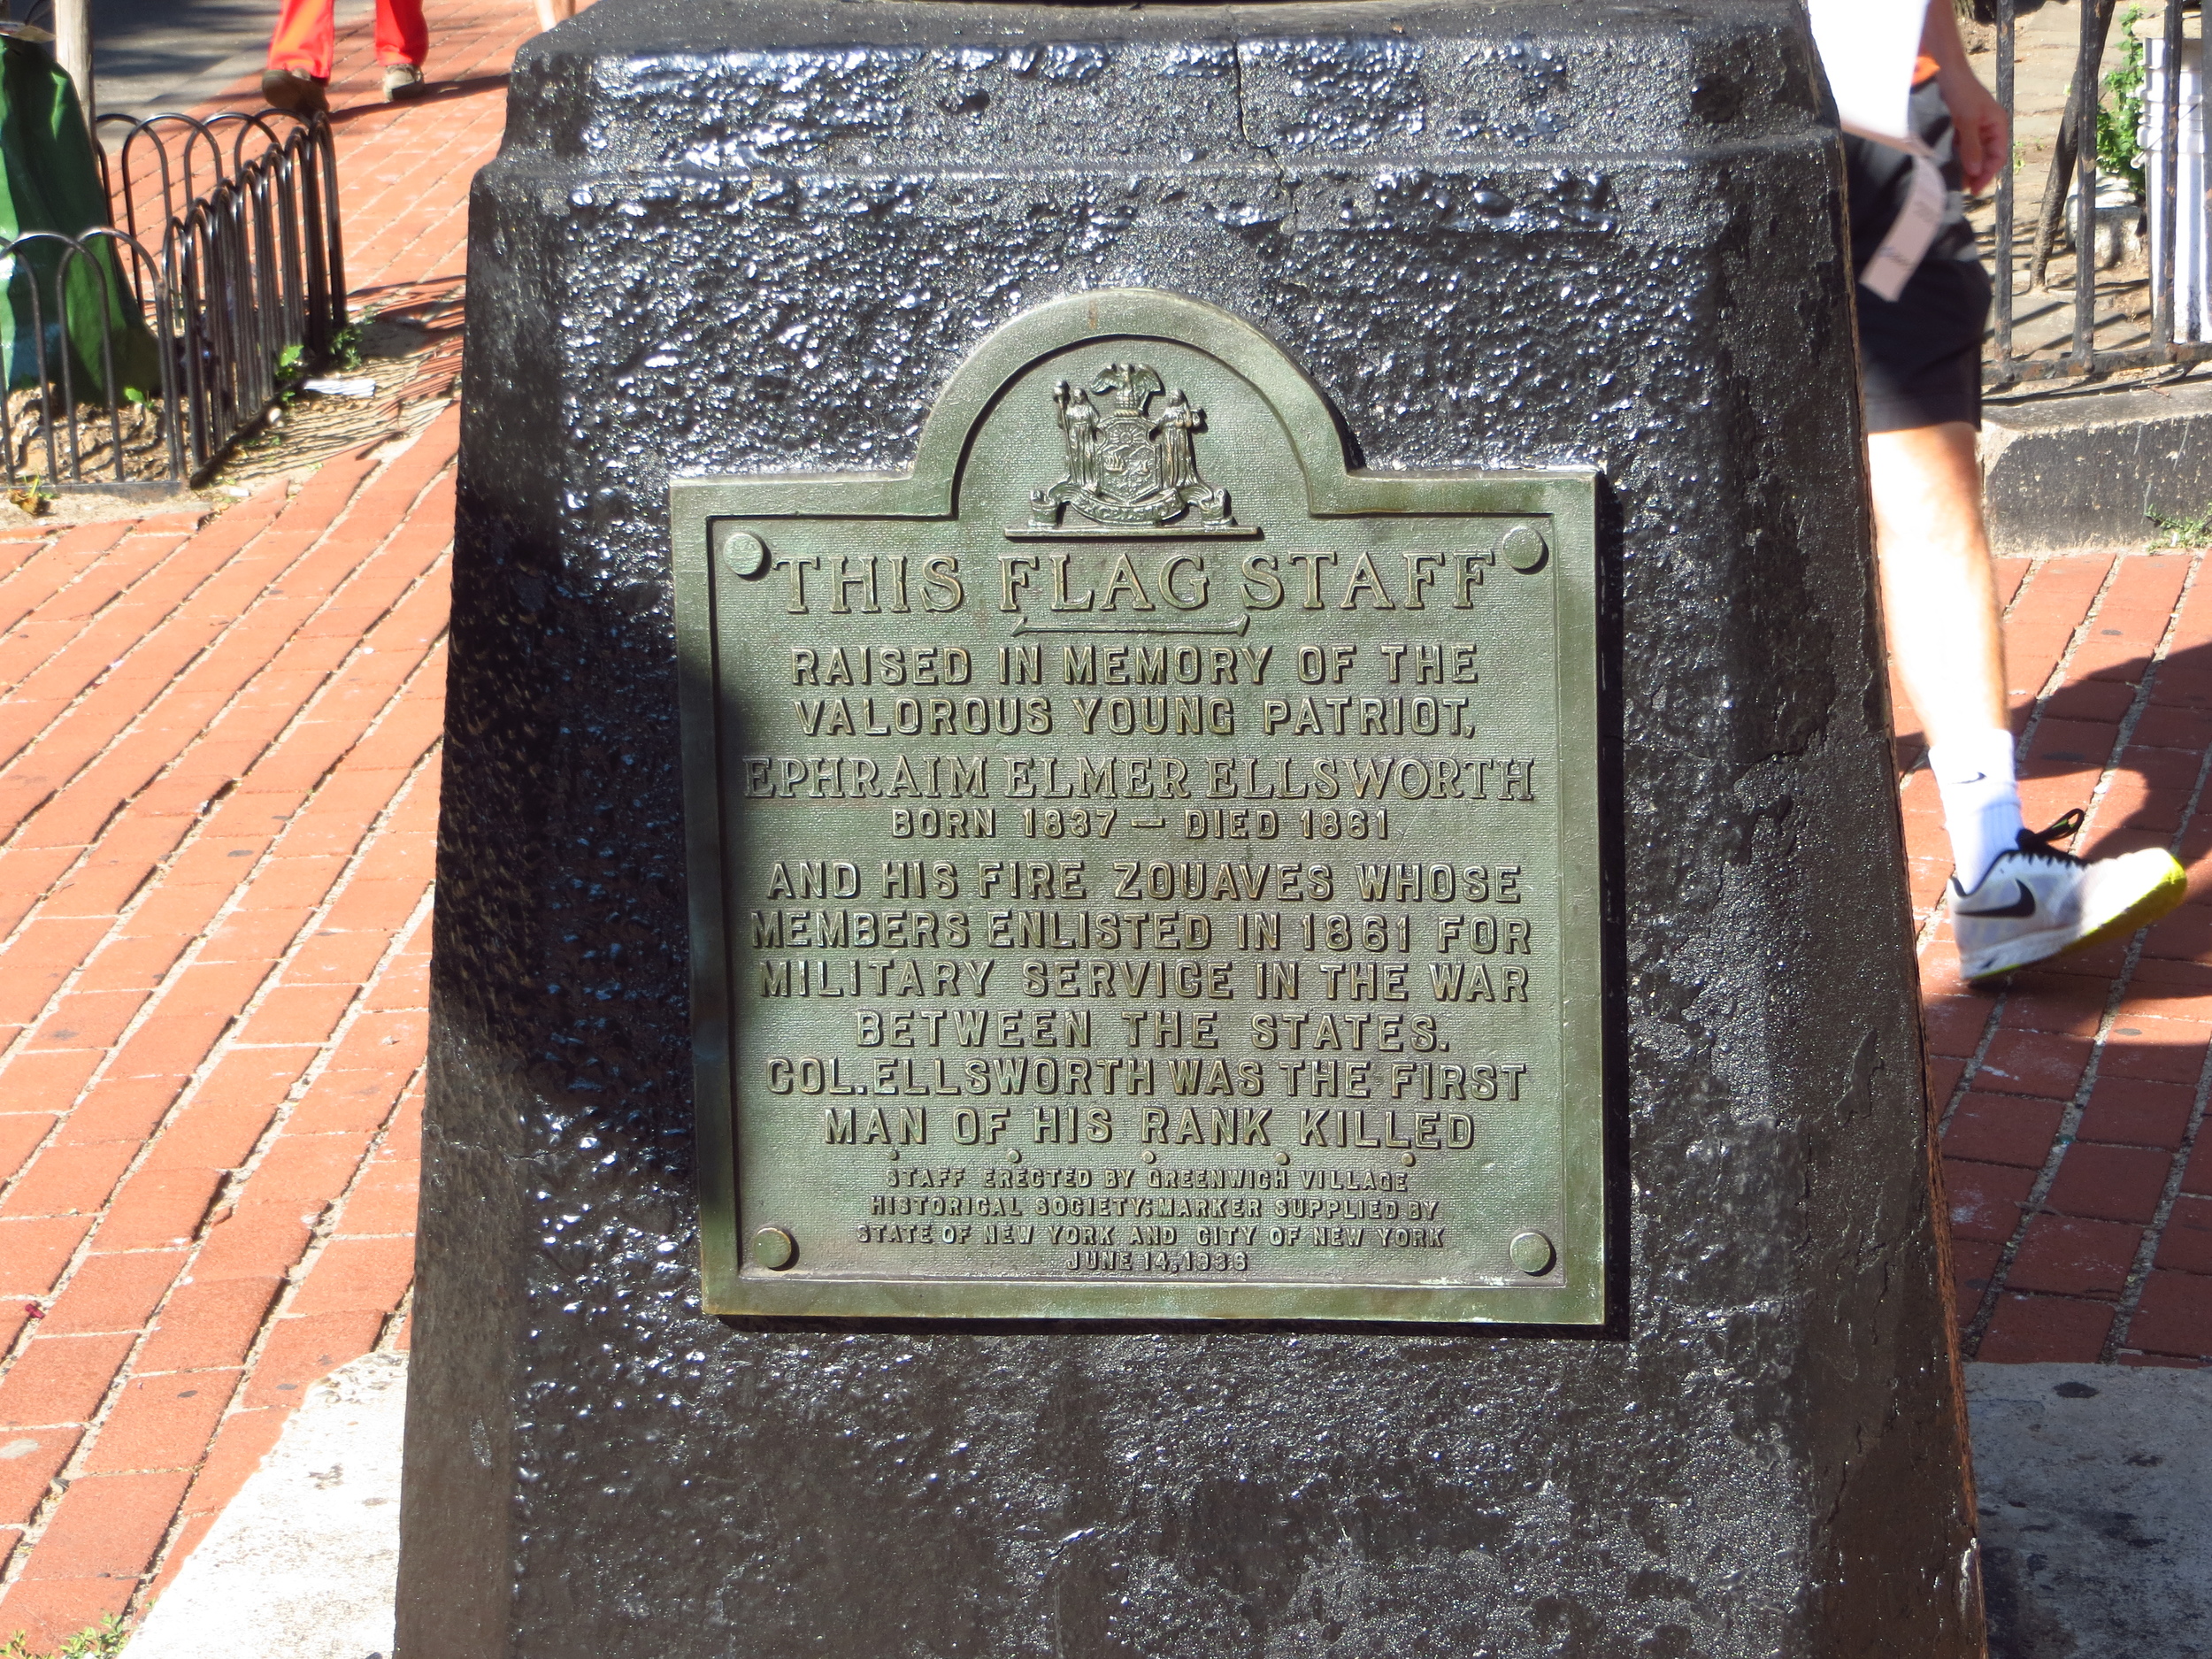 THIS FLAG STAFF
RAISED IN MEMORY OF THE
VALOROUS YOUNG PATRIOT,
EPHRAIM ELMER ELLSWORTH
BORN 1837 — DIED 1861
AND HIS FIRE ZOUAVES WHOSE
MEMBERS ENLISTED IN 1861 FOR
MILITARY SERVICE IN THE WAR
BETWEEN THE STATES.
COL. ELLSWORTH WAS THE FIRST
MAN OF HIS RANK KILLED
STAFF ERECTED BY GREENWICH VILLAGE
HISTORICAL SOCIETY; MARKER SUPPLIED BY
STATE OF NEW YORK AND CITY OF NEW YORK
JUNE 14, 1936